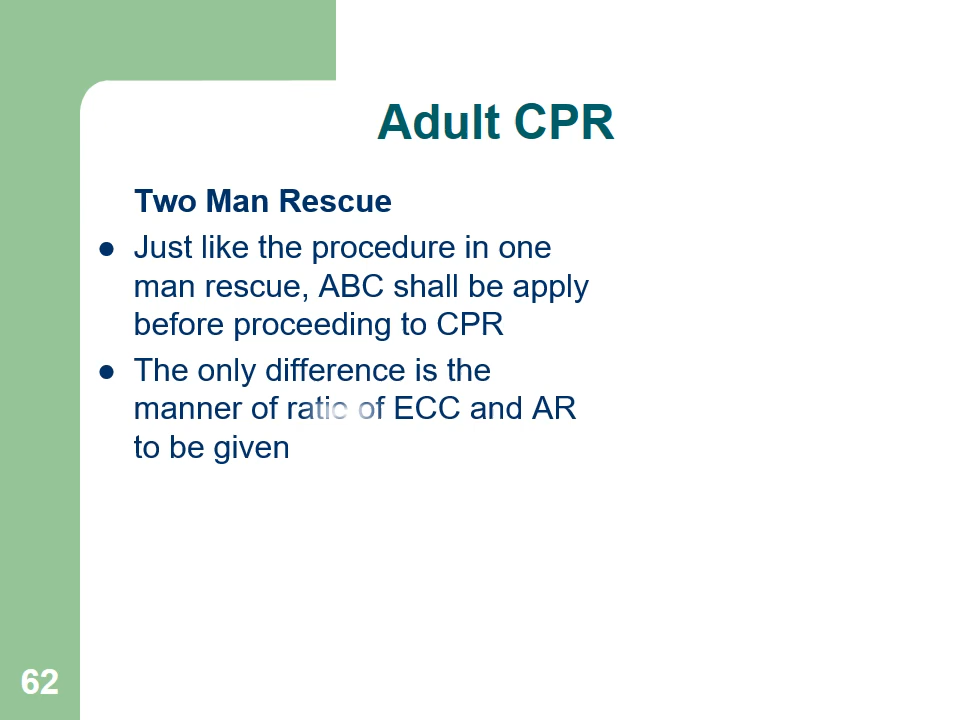 Adult CPR
Two Man Rescue
Just like the procedure in one
man rescue, ABC shall be apply
before proceeding to CPR
The only difference is the
manner of ratio of ECC and AR
to be given
62